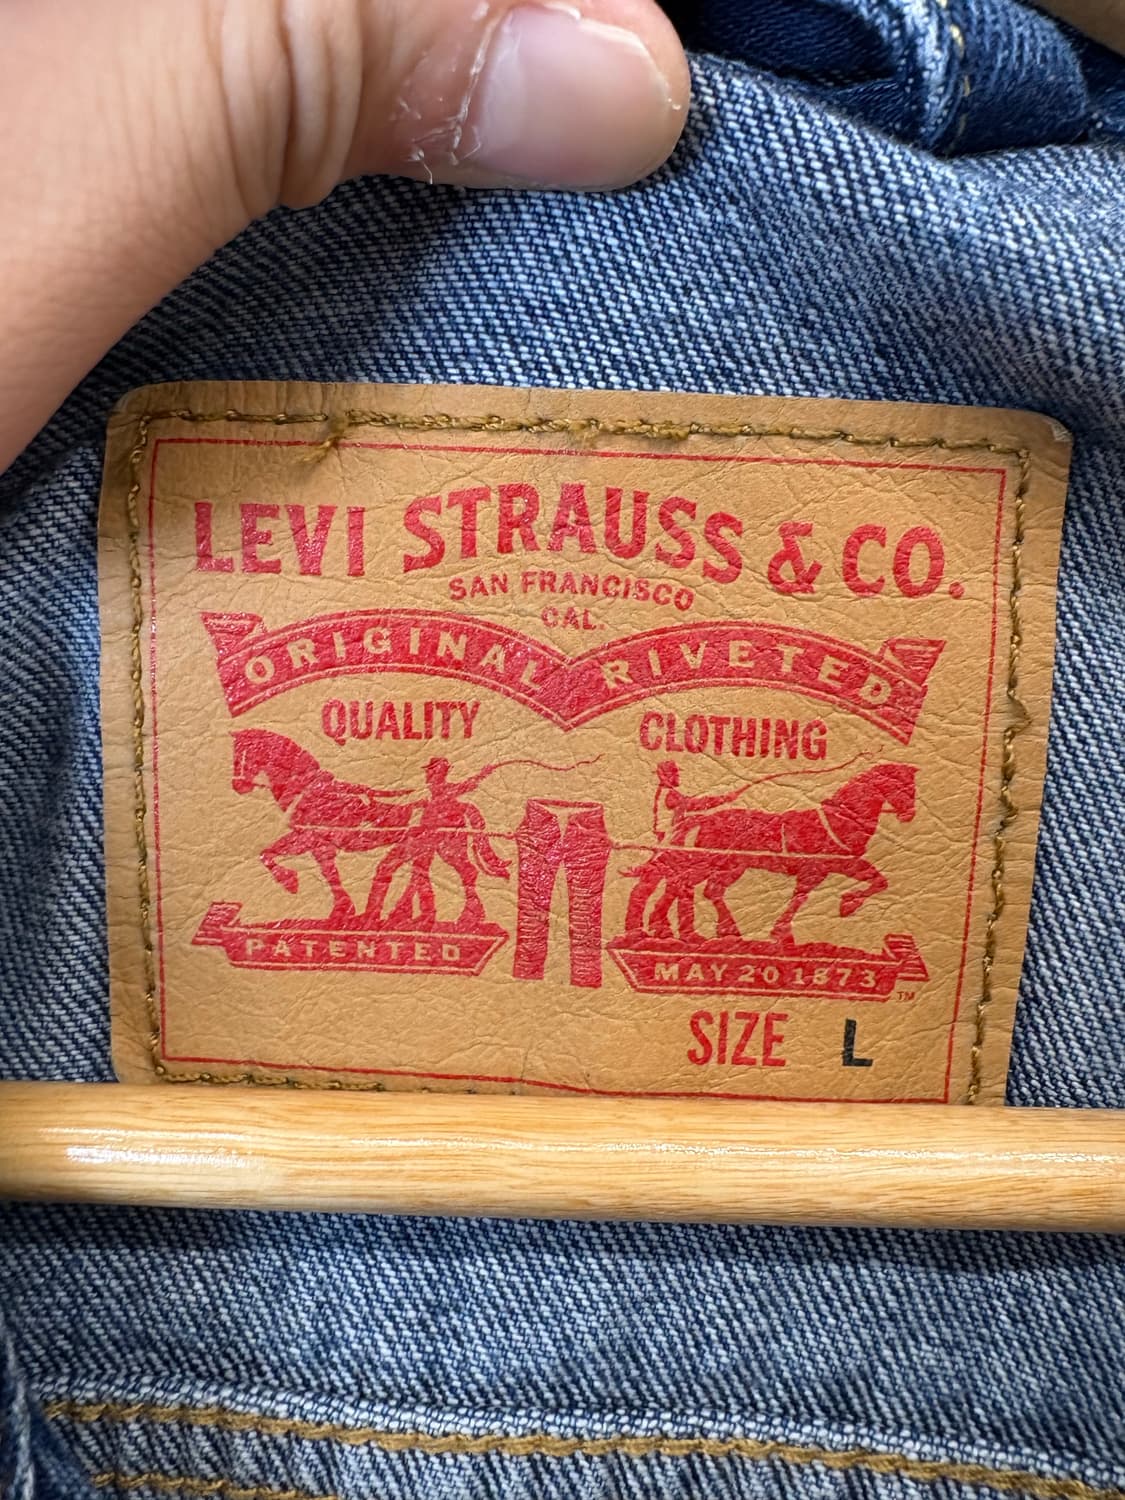 LEVI STRAUSS & CO.
SAN FRANCISCO
CAL.
ORIGINAL RIVETED
QUALITY CLOTHING
PATENTED MAY 20 1873
TM
SIZE L